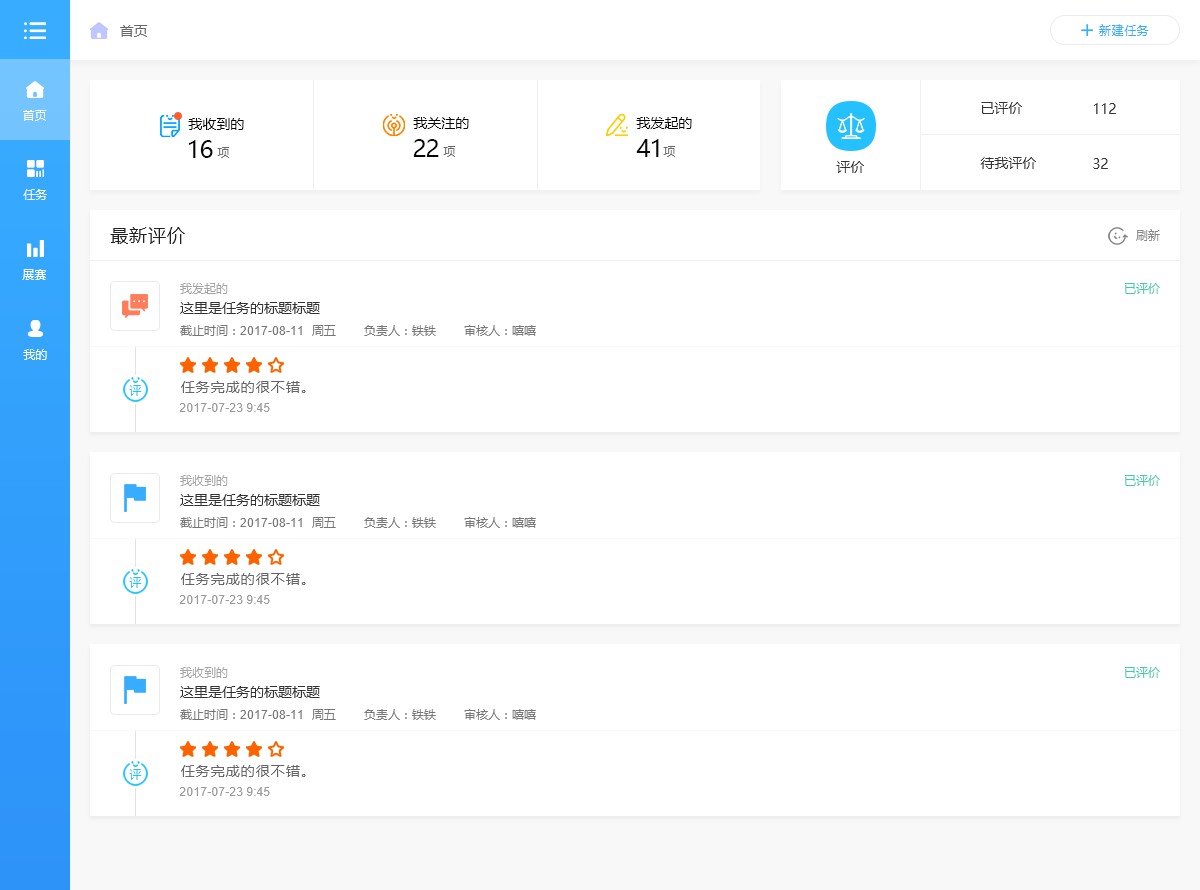 首页
新建任务
首页
任务
展赛
我的
我收到的
16 项
我关注的
22 项
我发起的
41项
评价
已评价 112
待我评价 32
最新评价
刷新
我发起的
已评价
这里是任务的标题标题
截止时间：2017-08-11 周五 负责人：铁铁 审核人：嘻嘻
评
任务完成的很不错。
2017-07-23 9:45
我收到的
已评价
这里是任务的标题标题
截止时间：2017-08-11 周五 负责人：铁铁 审核人：嘻嘻
评
任务完成的很不错。
2017-07-23 9:45
我收到的
已评价
这里是任务的标题标题
截止时间：2017-08-11 周五 负责人：铁铁 审核人：嘻嘻
评
任务完成的很不错。
2017-07-23 9:45